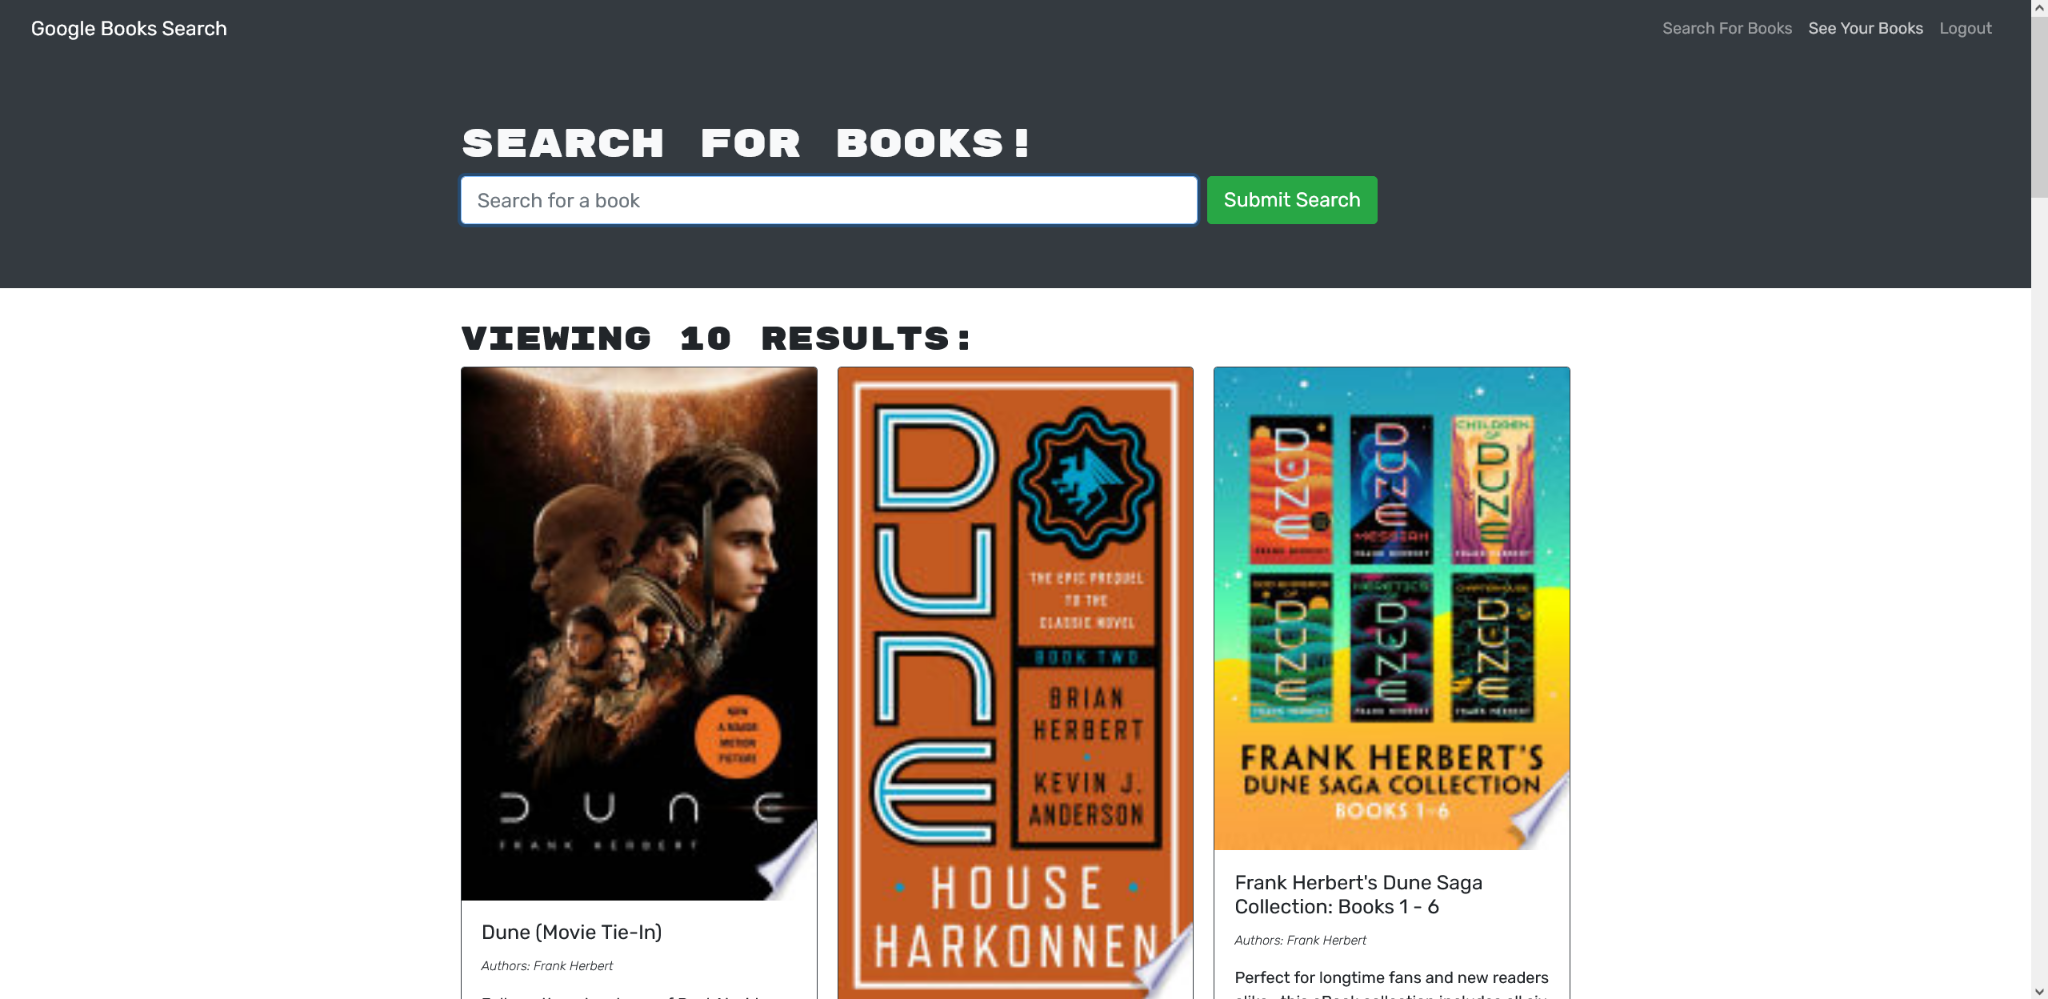 Google Books Search
Search For Books
See Your Books
Logout
SEARCH FOR BOOKS!
Search for a book
Submit Search
VIEWING 10 RESULTS:
NOW
A MAJOR
MOTION
PICTURE
DUNE
FRANK HERBERT
Dune (Movie Tie-In)
Authors: Frank Herbert
DUNE
THE EPIC PREQUEL
TO THE
CLASSIC NOVEL
BOOK TWO
BRIAN
HERBERT
KEVIN J.
ANDERSON
HOUSE
HARKONNEN
DUNE
FRANK HERBERT
DUNE
MESSIAH
FRANK HERBERT
CHILDREN
OF
DUNE
FRANK HERBERT
GOD EMPEROR
OF
DUNE
FRANK HERBERT
HERETICS
DUNE
FRANK HERBERT
CHAPTERHOUSE
DUNE
FRANK HERBERT
FRANK HERBERT'S
DUNE SAGA COLLECTION
BOOKS 1-6
Frank Herbert's Dune Saga
Collection: Books 1 - 6
Authors: Frank Herbert
Perfect for longtime fans and new readers